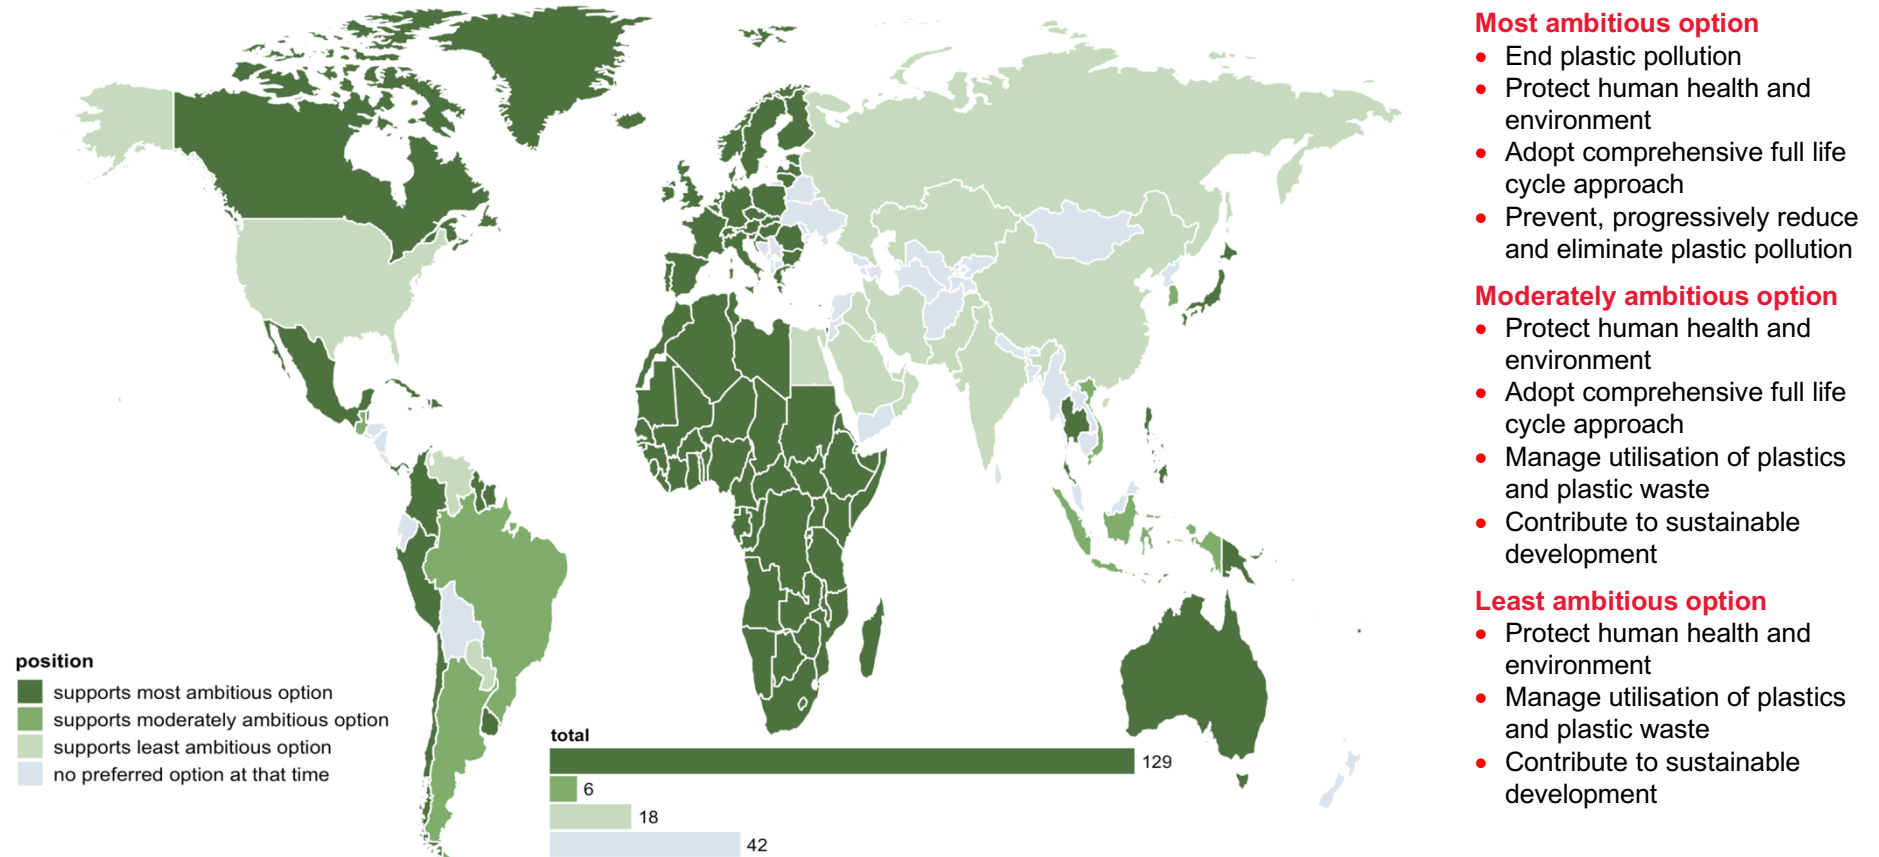 Most ambitious option
• End plastic pollution
• Protect human health and
environment
• Adopt comprehensive full life
cycle approach
• Prevent, progressively reduce
and eliminate plastic pollution
Moderately ambitious option
• Protect human health and
environment
• Adopt comprehensive full life
cycle approach
• Manage utilisation of plastics
and plastic waste
• Contribute to sustainable
development
Least ambitious option
• Protect human health and
environment
• Manage utilisation of plastics
and plastic waste
• Contribute to sustainable
development
position
supports most ambitious option
supports moderately ambitious option
supports least ambitious option
no preferred option at that time
total
129
6
18
42